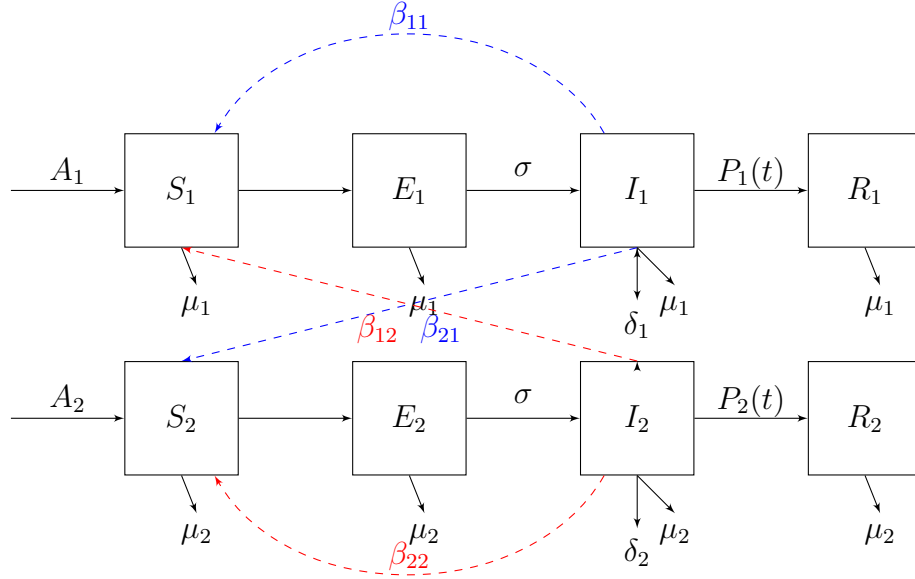 β₁₁
A₁ S₁ E₁ σ I₁ P₁(t) R₁
μ₁ μ₁ δ₁ μ₁ μ₁
β₁₂ β₂₁
A₂ S₂ E₂ σ I₂ P₂(t) R₂
μ₂ μ₂ δ₂ μ₂ μ₂
β₂₂